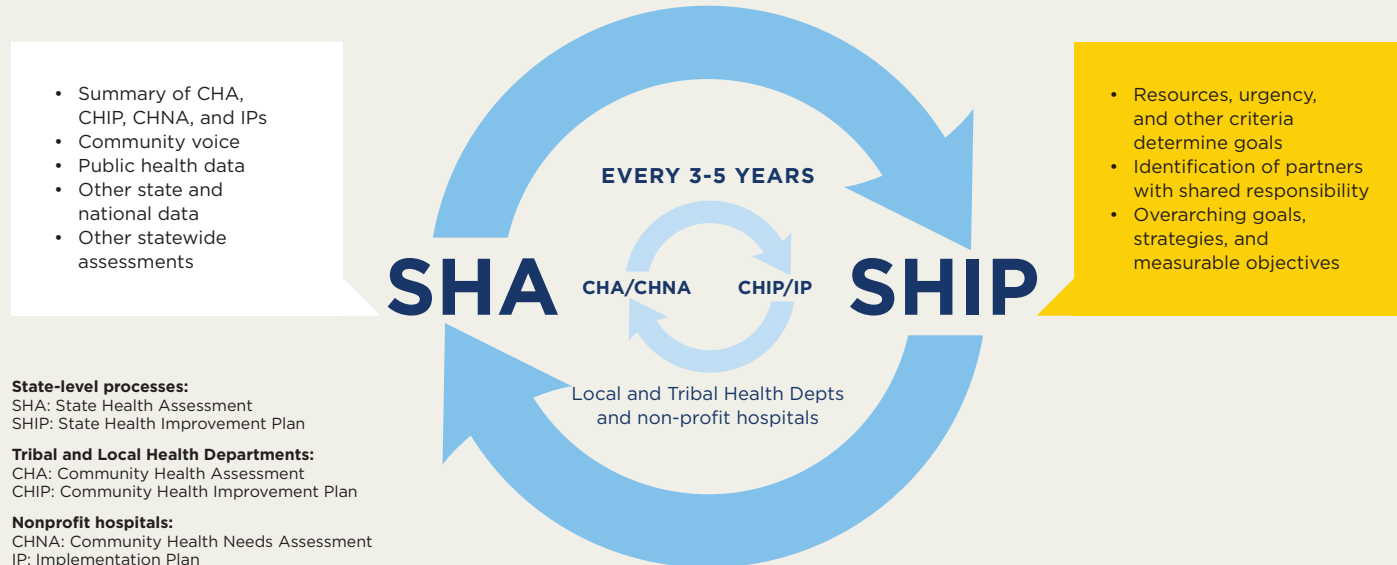 • Summary of CHA,
CHIP, CHNA, and IPs
• Community voice
• Public health data
• Other state and
national data
• Other statewide
assessments
EVERY 3-5 YEARS
SHA
CHA/CHNA
CHIP/IP
SHIP
Local and Tribal Health Depts
and non-profit hospitals
• Resources, urgency,
and other criteria
determine goals
• Identification of partners
with shared responsibility
• Overarching goals,
strategies, and
measurable objectives
State-level processes:
SHA: State Health Assessment
SHIP: State Health Improvement Plan
Tribal and Local Health Departments:
CHA: Community Health Assessment
CHIP: Community Health Improvement Plan
Nonprofit hospitals:
CHNA: Community Health Needs Assessment
IP: Implementation Plan